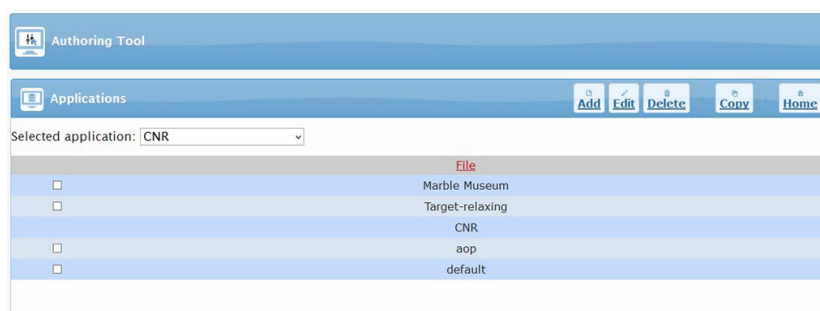 Authoring Tool
Applications
Add Edit Delete Copy Home
Selected application: CNR
File
Marble Museum
Target-relaxing
CNR
aop
default